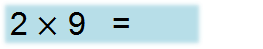 2 × 9 =